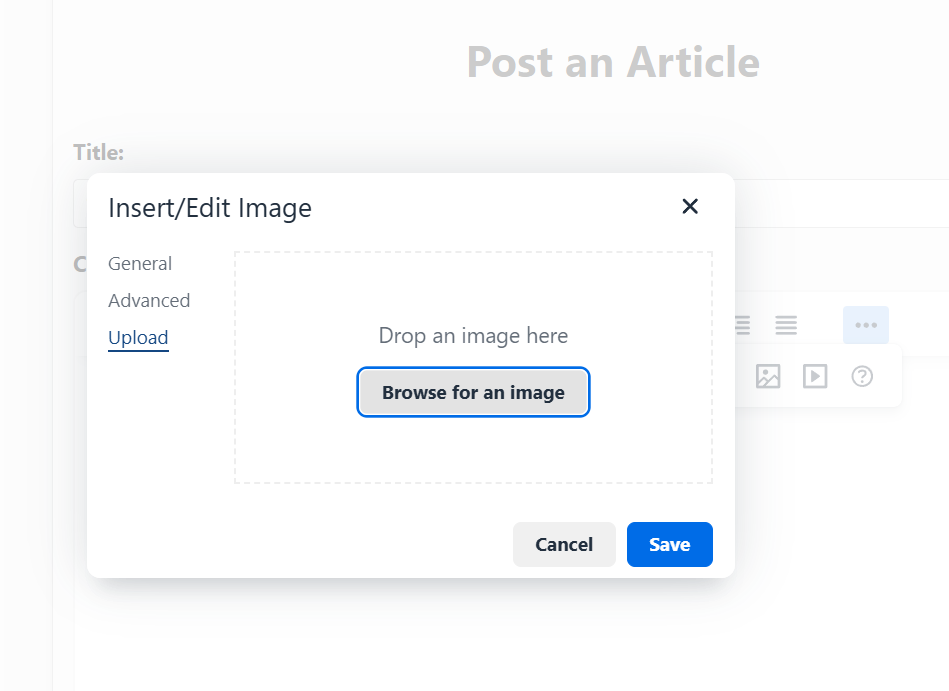 Post an Article
Title:
Insert/Edit Image
General
Advanced
Upload
Drop an image here
Browse for an image
Cancel
Save